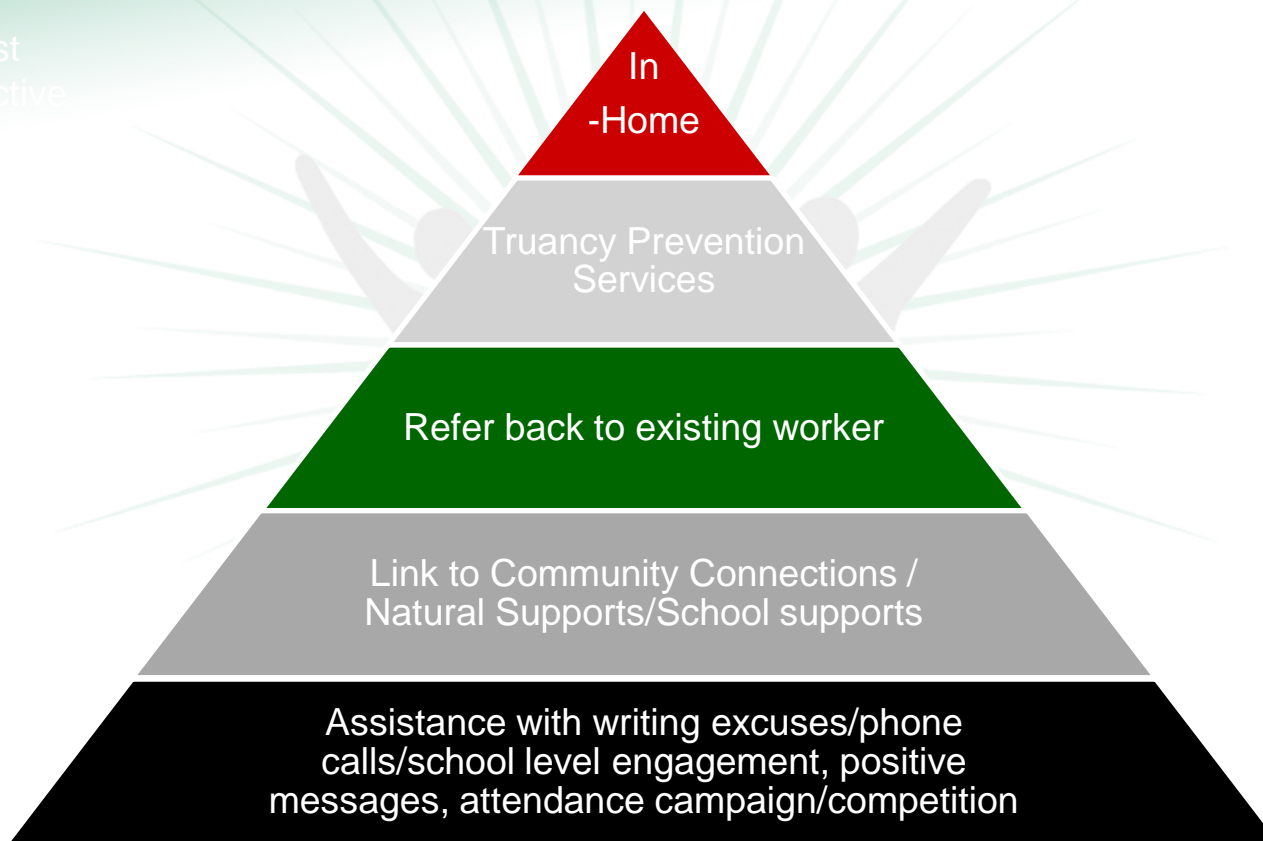 In
-Home
Truancy Prevention
Services
Refer back to existing worker
Link to Community Connections /
Natural Supports/School supports
Assistance with writing excuses/phone
calls/school level engagement, positive
messages, attendance campaign/competition